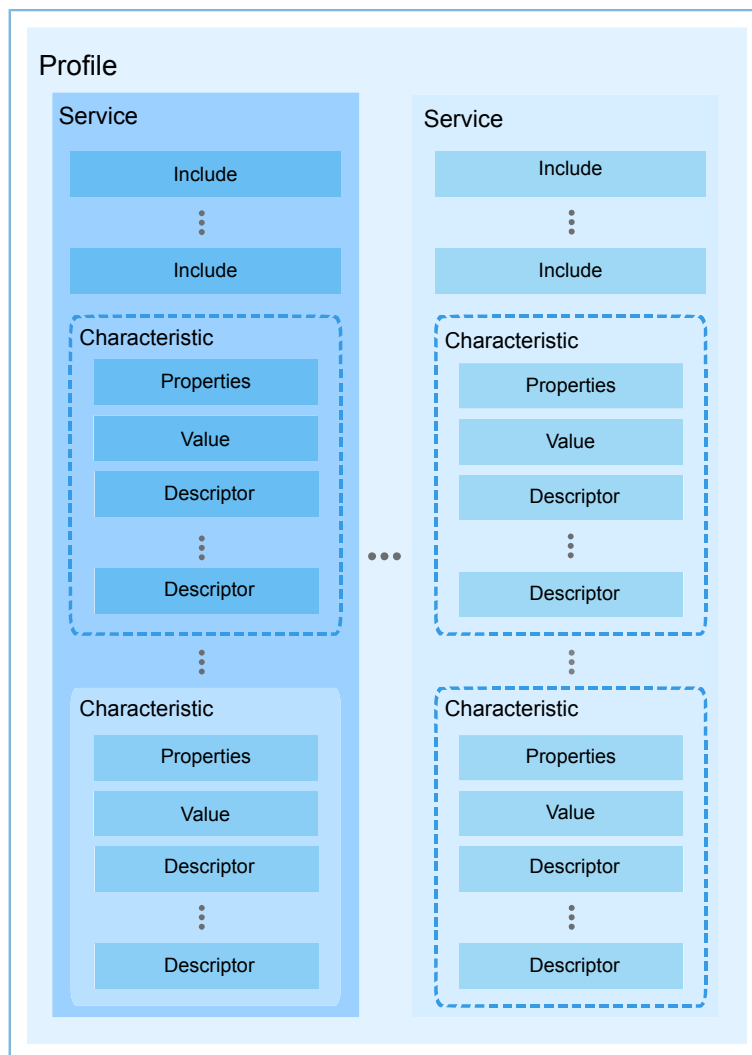 Profile
Service
Include
Include
Characteristic
Properties
Value
Descriptor
Descriptor
Characteristic
Properties
Value
Descriptor
Descriptor
Service
Include
Include
Characteristic
Properties
Value
Descriptor
Descriptor
Characteristic
Properties
Value
Descriptor
Descriptor